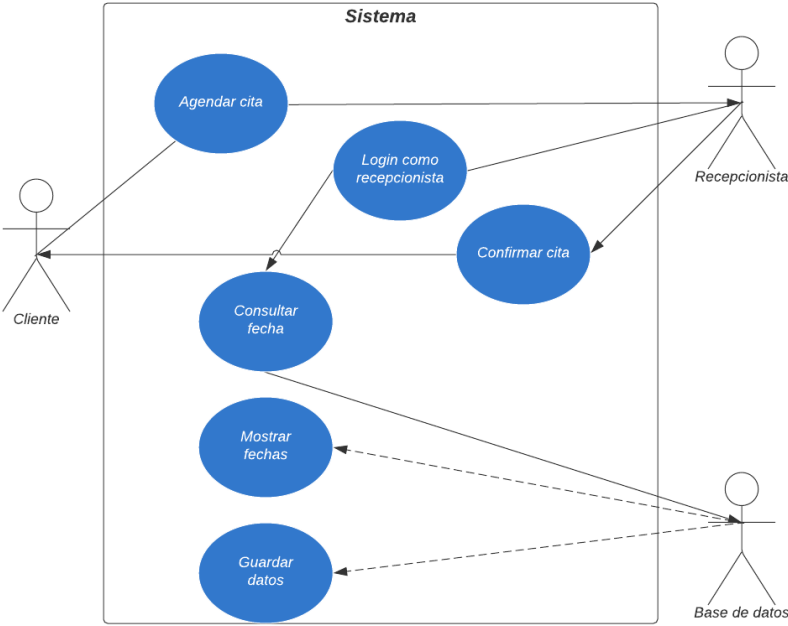 Sistema
Agendar cita
Login como
recepcionista
Recepcionista
Confirmar cita
Cliente
Consultar
fecha
Mostrar
fechas
Guardar
datos
Base de datos